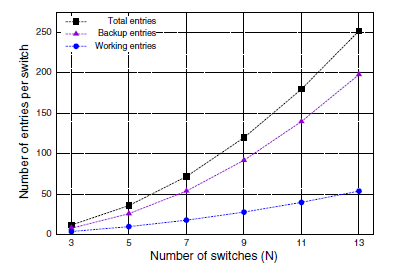 Total entries
Backup entries
Working entries
250
200
150
100
50
0
Number of entries per switch
3 5 7 9 11 13
Number of switches (N)